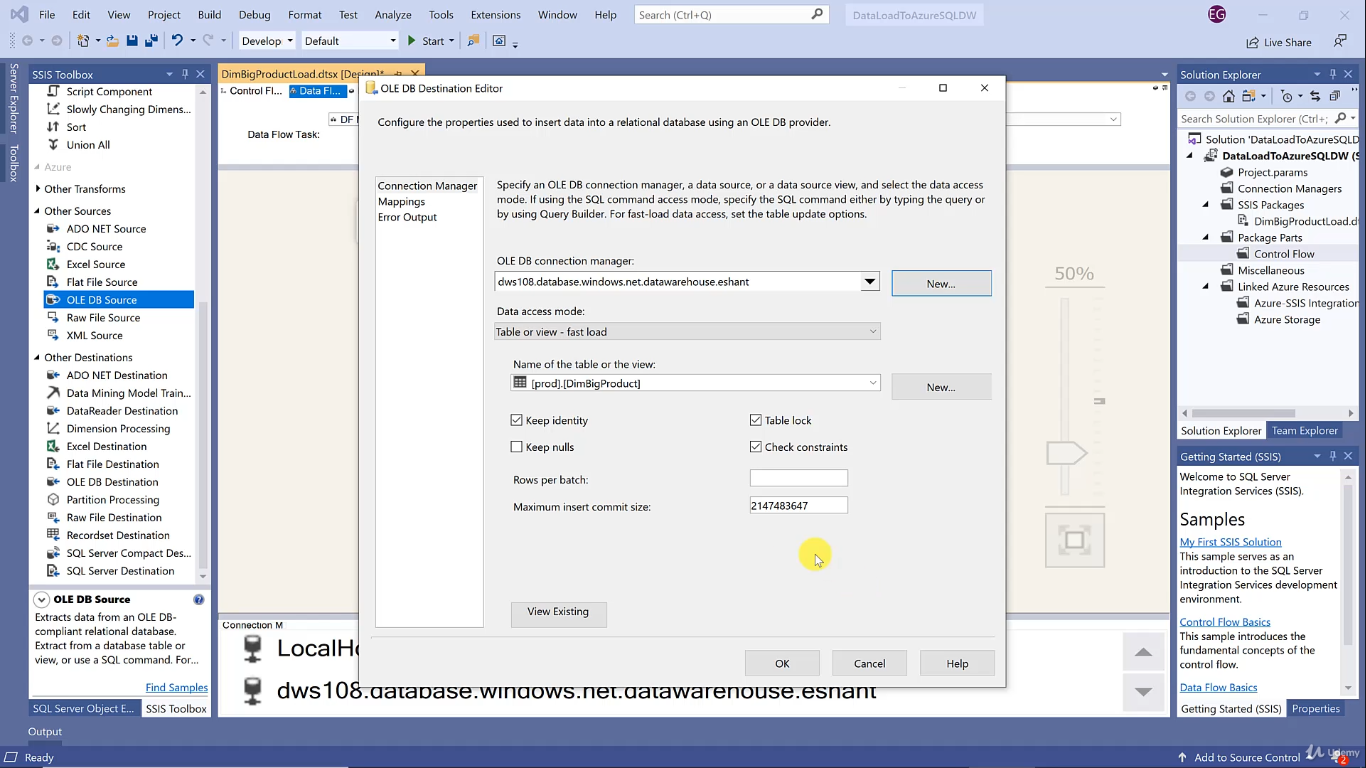 File Edit View Project Build Debug Format Test Analyze Tools Extensions Window Help Search (Ctrl+Q) DataLoadToAzureSQLDW EG
Develop Default Start Live Share
Server Explorer
Toolbox
SSIS Toolbox
Script Component
Slowly Changing Dimens...
Sort
Union All
Azure
Other Transforms
Other Sources
ADO NET Source
CDC Source
Excel Source
Flat File Source
OLE DB Source
Raw File Source
XML Source
Other Destinations
ADO NET Destination
Data Mining Model Train...
DataReader Destination
Dimension Processing
Excel Destination
Flat File Destination
OLE DB Destination
Partition Processing
Raw File Destination
Recordset Destination
SQL Server Compact Des...
SQL Server Destination
OLE DB Source
Extracts data from an OLE DB-
compliant relational database.
Extract from a database table or
view, or use a SQL command. Fo...
Find Samples
SQL Server Object E... SSIS Toolbox
Output
Ready
DimBigProductLoad.dtsx [Design]*
Control Fl... Data Fl...
Data Flow Task: DF
OLE DB Destination Editor
Configure the properties used to insert data into a relational database using an OLE DB provider.
Connection Manager
Mappings
Error Output
Specify an OLE DB connection manager, a data source, or a data source view, and select the data access
mode. If using the SQL command access mode, specify the SQL command either by typing the query or
by using Query Builder. For fast-load data access, set the table update options.
OLE DB connection manager:
dws108.database.windows.net.datawarehouse.eshant New...
Data access mode:
Table or view - fast load
Name of the table or the view:
[prod].[DimBigProduct] New...
Keep identity Table lock
Keep nulls Check constraints
Rows per batch:
Maximum insert commit size: 2147483647
View Existing
OK Cancel Help
50%
Connection M
LocalHo
dws108.database.windows.net.datawarehouse.eshant
Solution Explorer
Search Solution Explorer (Ctrl+;)
Solution 'DataLoadToAzureSQLDW'
DataLoadToAzureSQLDW
Project.params
Connection Managers
SSIS Packages
DimBigProductLoad.dt
Package Parts
Control Flow
Miscellaneous
Linked Azure Resources
Azure-SSIS Integration
Azure Storage
Solution Explorer Team Explorer
Getting Started (SSIS)
Welcome to SQL Server
Integration Services (SSIS).
Samples
My First SSIS Solution
This sample serves as an
introduction to the SQL Server
Integration Services development
environment.
Control Flow Basics
This sample introduces the
fundamental concepts of the
control flow.
Data Flow Basics
Getting Started (SSIS) Properties
Add to Source Control 2
Udemy